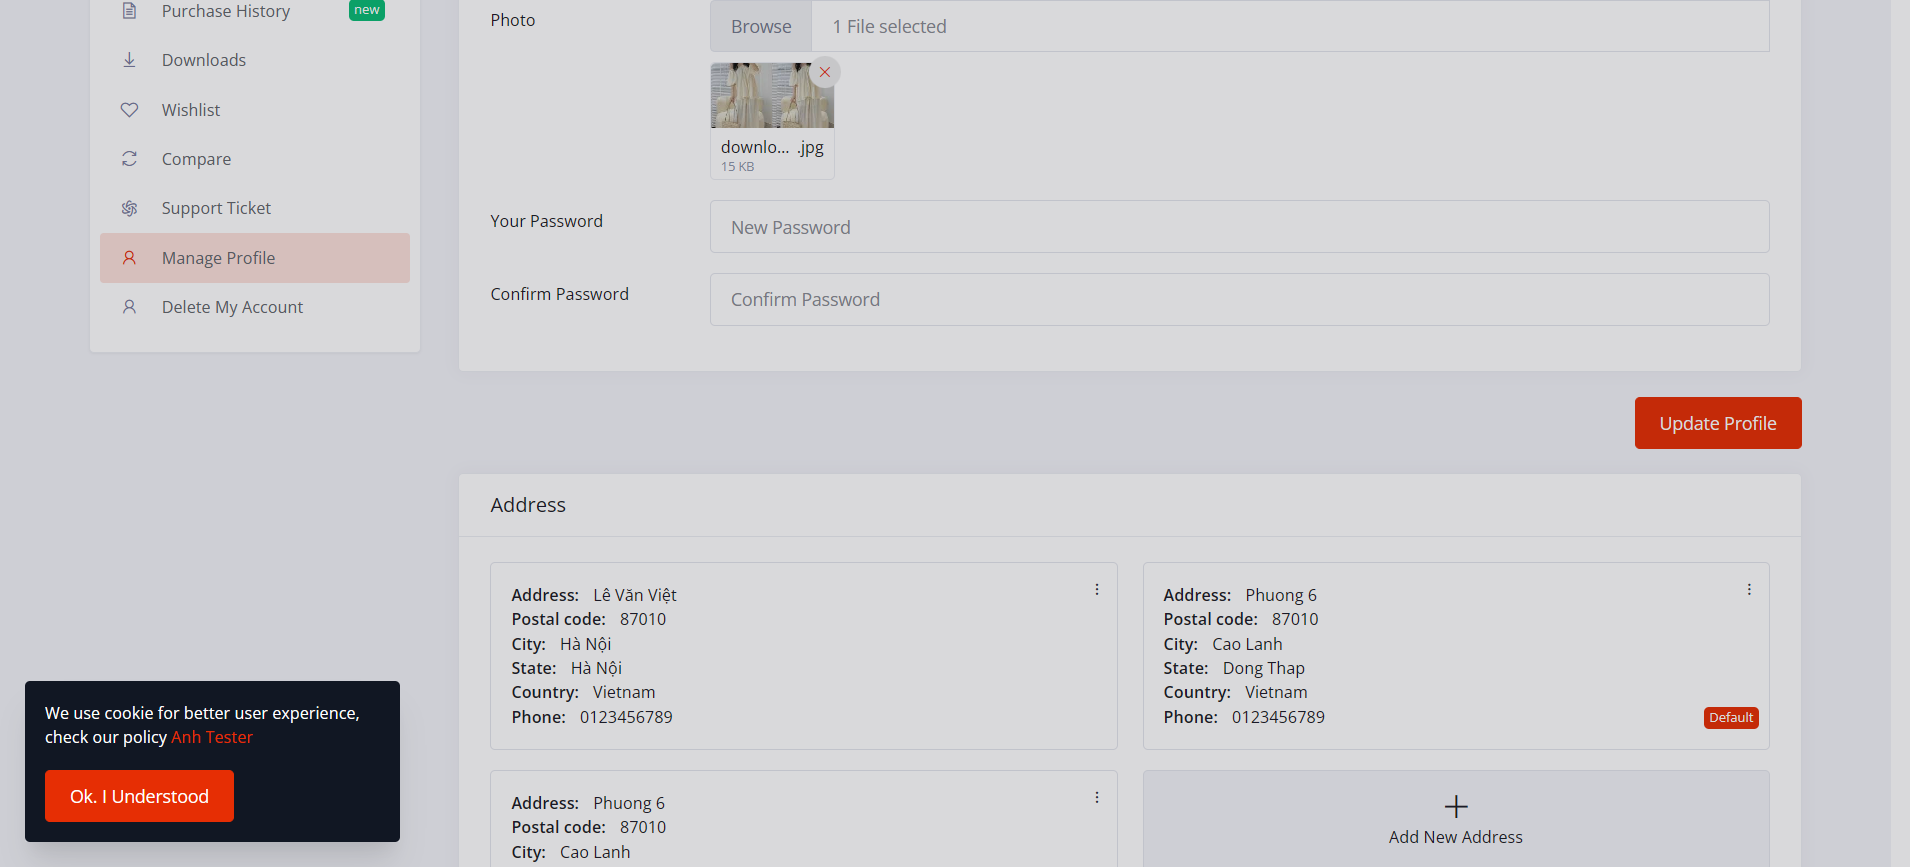 Purchase History
new
Downloads
Wishlist
Compare
Support Ticket
Manage Profile
Delete My Account
Photo
Browse
1 File selected
downlo... .jpg
15 KB
Your Password
New Password
Confirm Password
Confirm Password
Update Profile
Address
Address: Lê Văn Việt
Postal code: 87010
City: Hà Nội
State: Hà Nội
Country: Vietnam
Phone: 0123456789
Address: Phuong 6
Postal code: 87010
City: Cao Lanh
State: Dong Thap
Country: Vietnam
Phone: 0123456789
Default
Address: Phuong 6
Postal code: 87010
City: Cao Lanh
Add New Address
We use cookie for better user experience,
check our policy Anh Tester
Ok. I Understood